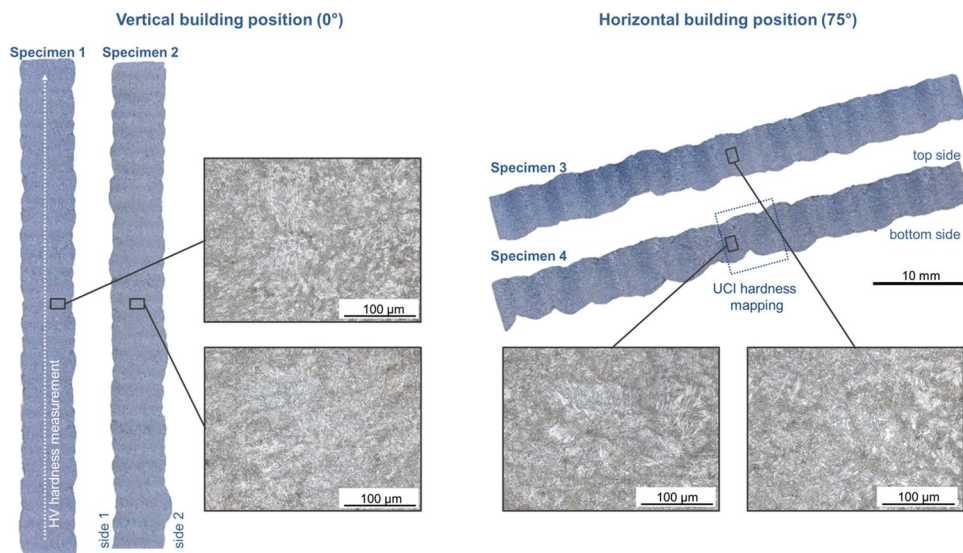 Vertical building position (0°)
Horizontal building position (75°)
Specimen 1
Specimen 2
HV hardness measurement
side 1
side 2
100 µm
100 µm
Specimen 3
top side
Specimen 4
bottom side
UCI hardness
mapping
10 mm
100 µm
100 µm